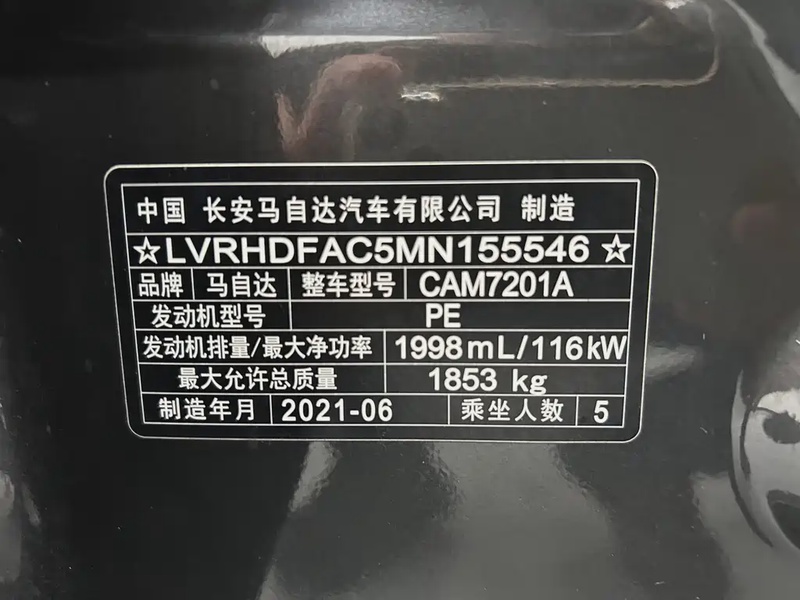 中国 长安马自达汽车有限公司 制造
☆LVRHDFAC5MN155546☆
品牌 马自达 整车型号 CAM7201A
发动机型号 PE
发动机排量/最大净功率 1998mL/116kW
最大允许总质量 1853 kg
制造年月 2021-06 乘坐人数 5